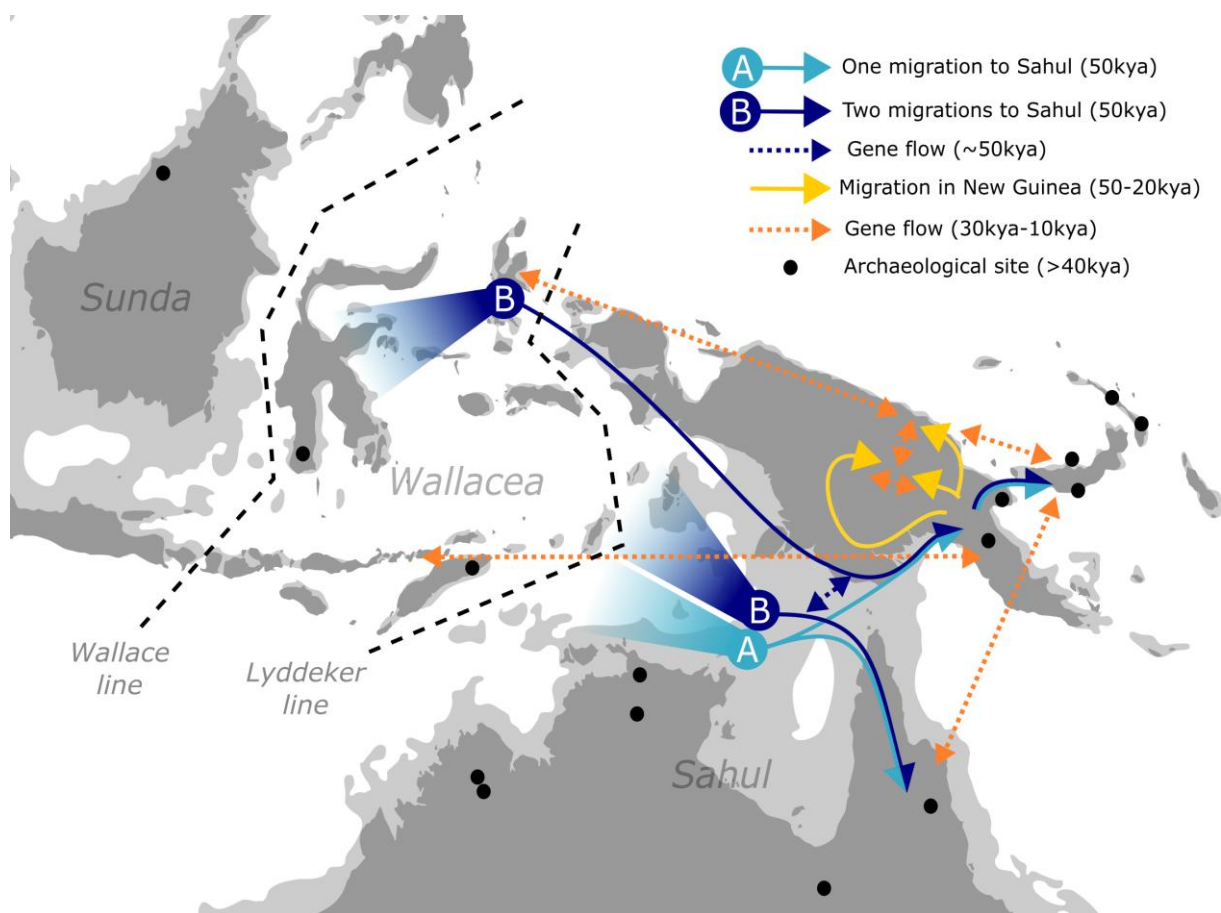 A One migration to Sahul (50kya)
B Two migrations to Sahul (50kya)
Gene flow (~50kya)
Migration in New Guinea (50-20kya)
Gene flow (30kya-10kya)
Archaeological site (>40kya)
Sunda
B
Wallacea
B
A
Wallace
line
Lyddeker
line
Sahul